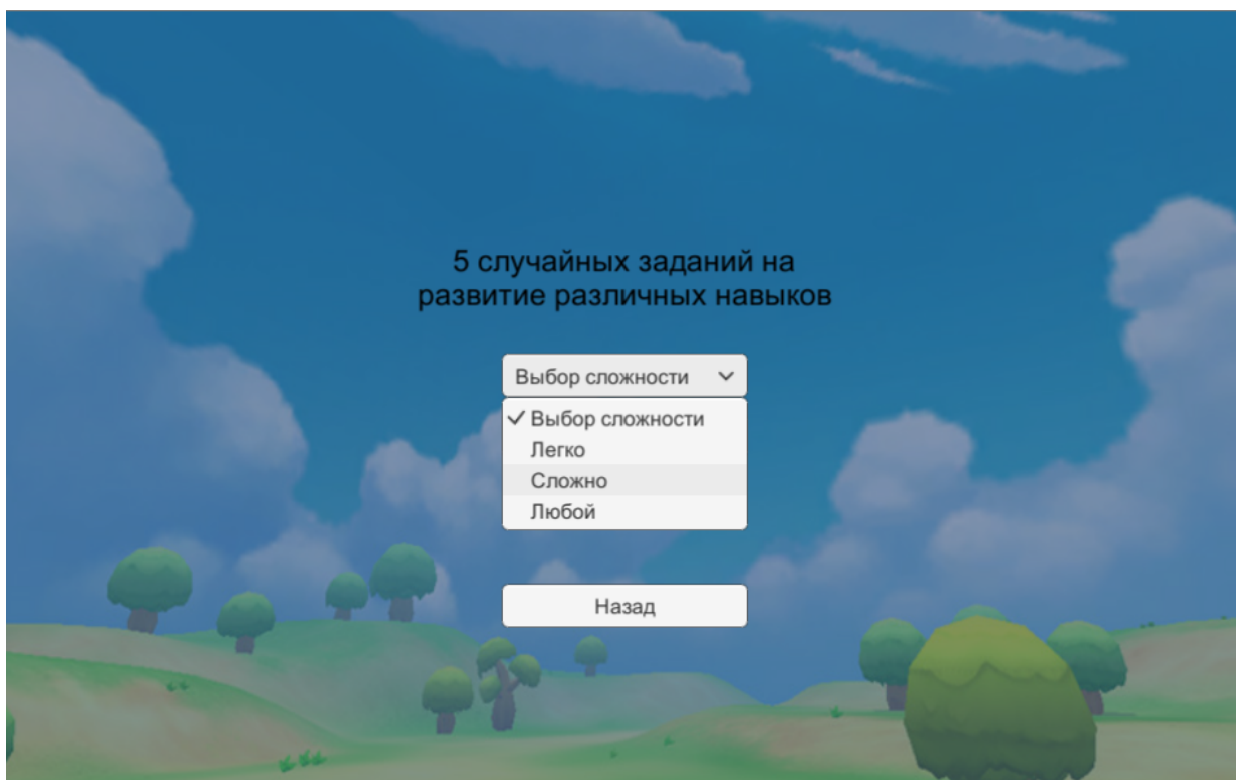 5 случайных заданий на
развитие различных навыков
Выбор сложности
Выбор сложности
Легко
Сложно
Любой
Назад